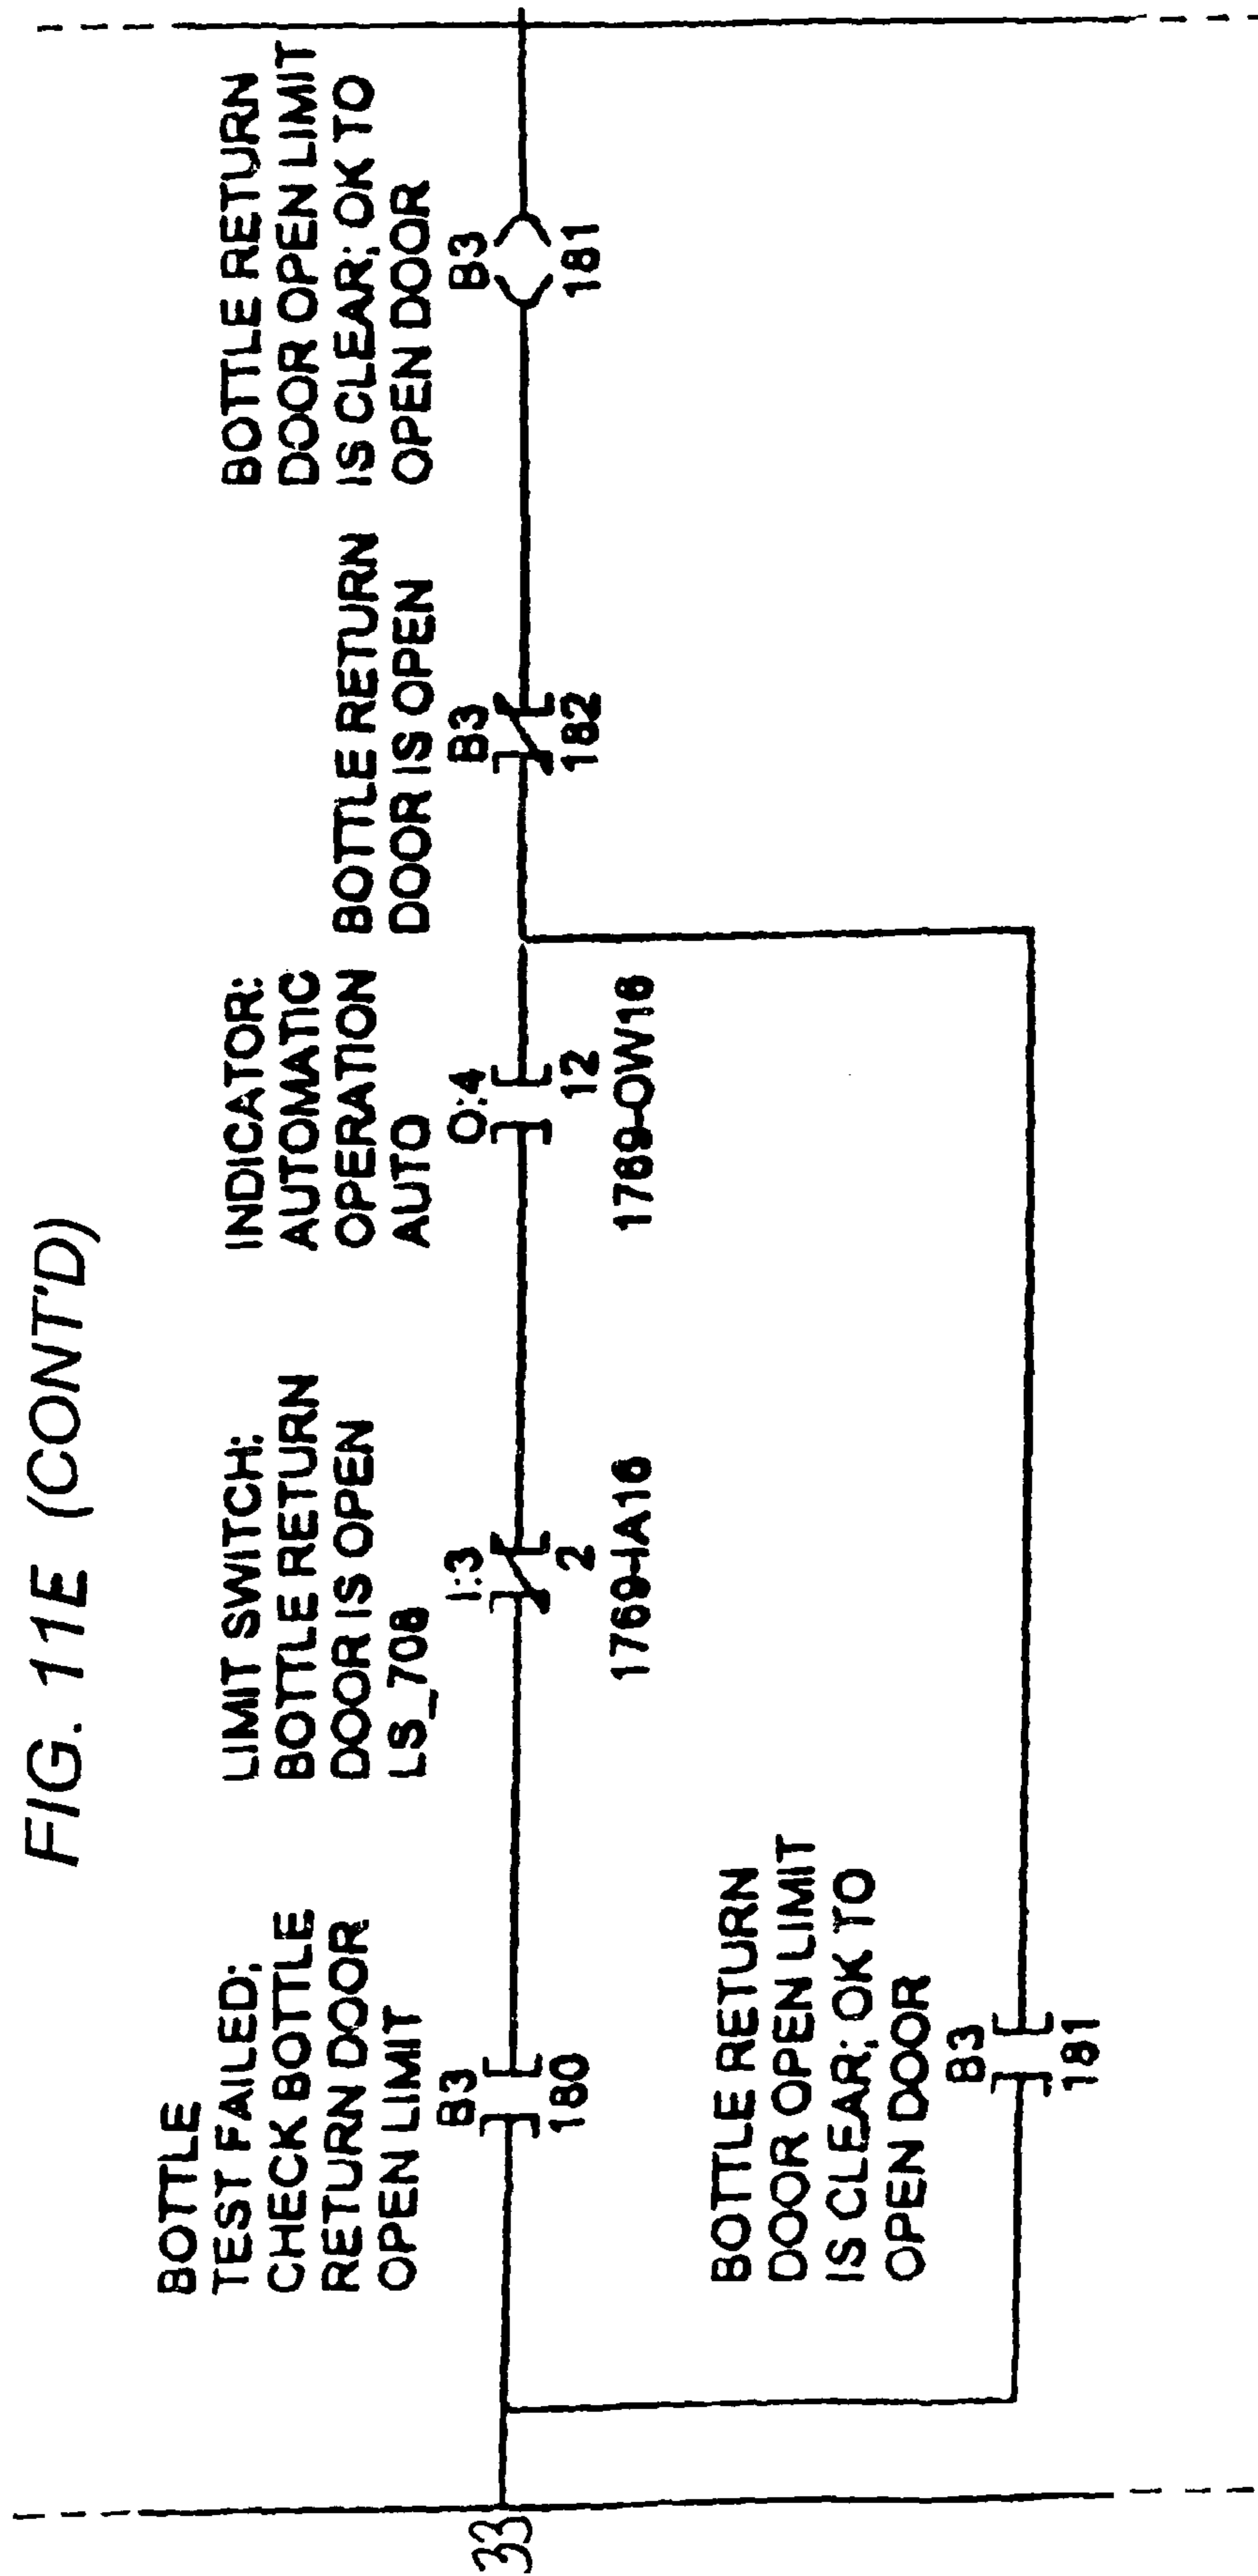 FIG. 11E (CONT'D)
33
BOTTLE
TEST FAILED;
CHECK BOTTLE
RETURN DOOR
OPEN LIMIT
B3
180
LIMIT SWITCH:
BOTTLE RETURN
DOOR IS OPEN
LS_708
I:3
2
1769-IA16
INDICATOR:
AUTOMATIC
OPERATION
AUTO
O:4
12
1769-OW16
BOTTLE RETURN
DOOR IS OPEN
B3
182
BOTTLE RETURN
DOOR OPEN LIMIT
IS CLEAR; OK TO
OPEN DOOR
B3
181
BOTTLE RETURN
DOOR OPEN LIMIT
IS CLEAR; OK TO
OPEN DOOR
B3
181